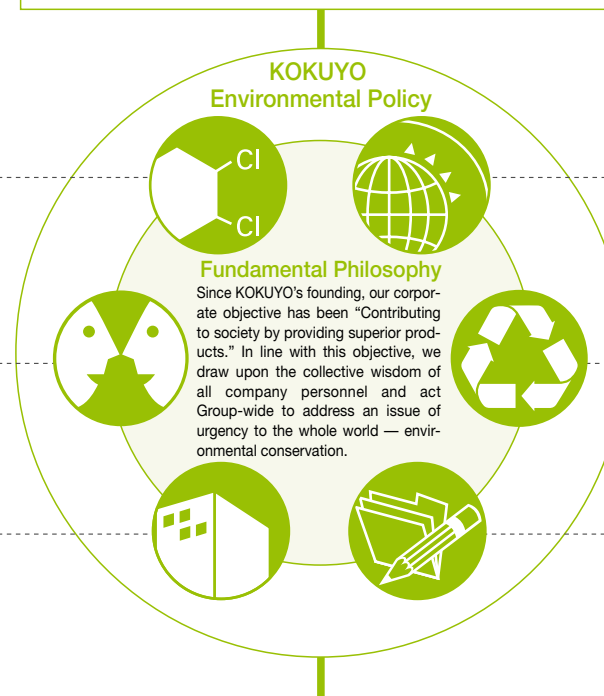 KOKUYO
Environmental Policy
Cl
Cl
Fundamental Philosophy
Since KOKUYO's founding, our corpor-
ate objective has been “Contributing
to society by providing superior prod-
ucts.” In line with this objective, we
draw upon the collective wisdom of
all company personnel and act
Group-wide to address an issue of
urgency to the whole world — envir-
onmental conservation.